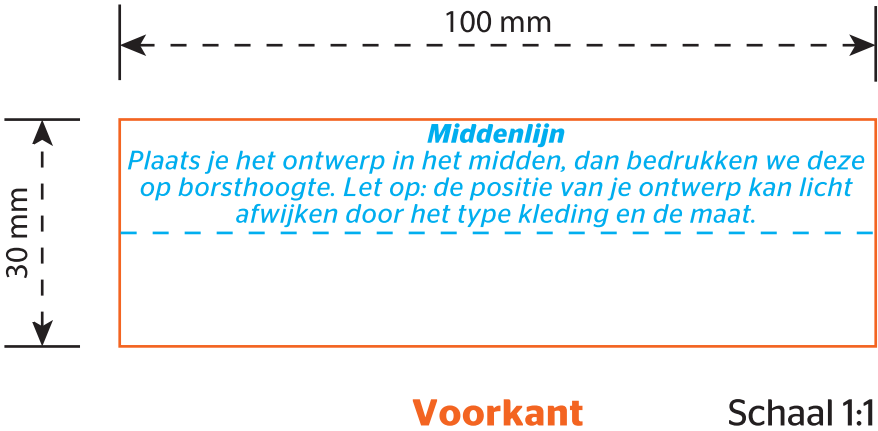 100 mm
Middenlijn
Plaats je het ontwerp in het midden, dan bedrukken we deze
op borsthoogte. Let op: de positie van je ontwerp kan licht
afwijken door het type kleding en de maat.
30 mm
Voorkant
Schaal 1:1